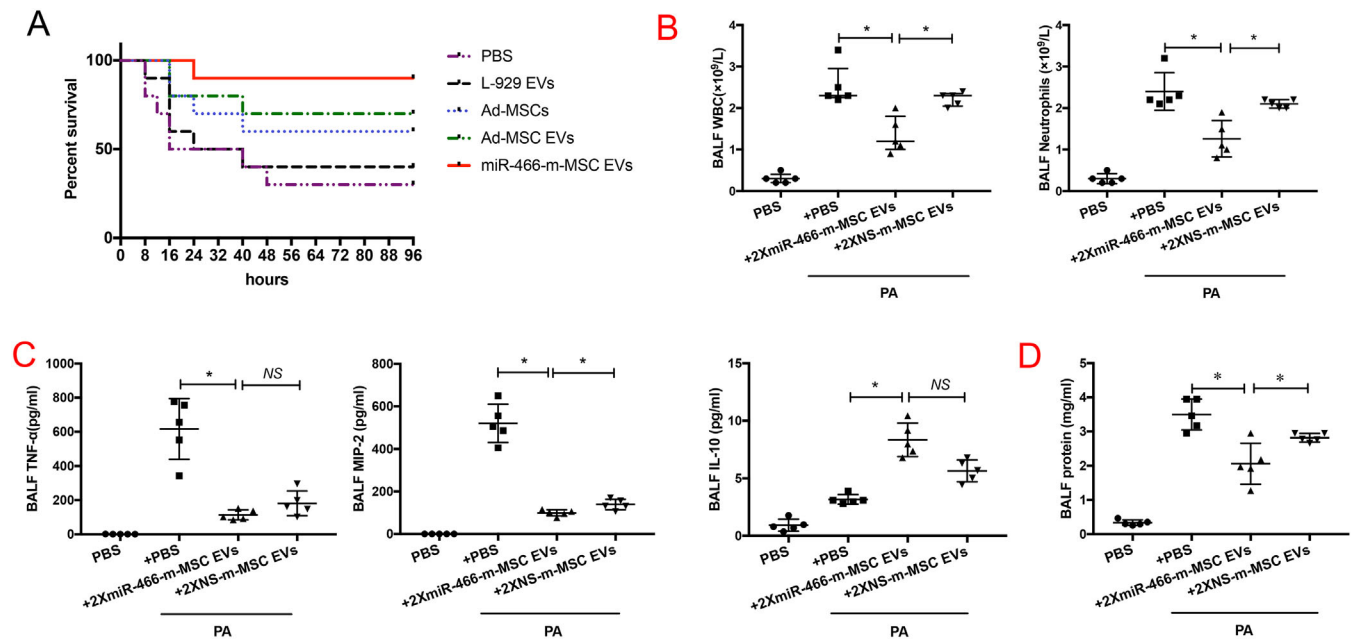 A
Percent survival
100
50
0
0 8 16 24 32 40 48 56 64 72 80 88 96
hours
PBS
L-929 EVs
Ad-MSCs
Ad-MSC EVs
miR-466-m-MSC EVs
B
BALF WBC(×10⁹/L)
4
3
2
1
0
* *
PBS
+PBS
+2XmiR-466-m-MSC EVs
+2XNS-m-MSC EVs
PA
BALF Neutrophils (×10⁹/L)
4
3
2
1
0
* *
PBS
+PBS
+2XmiR-466-m-MSC EVs
+2XNS-m-MSC EVs
PA
C
BALF TNF-α(pg/ml)
1000
800
600
400
200
0
* NS
PBS
+PBS
+2XmiR-466-m-MSC EVs
+2XNS-m-MSC EVs
PA
BALF MIP-2 (pg/ml)
800
600
400
200
0
* *
PBS
+PBS
+2XmiR-466-m-MSC EVs
+2XNS-m-MSC EVs
PA
BALF IL-10 (pg/ml)
15
10
5
0
* NS
PBS
+PBS
+2XmiR-466-m-MSC EVs
+2XNS-m-MSC EVs
PA
D
BALF protein (mg/ml)
5
4
3
2
1
0
* *
PBS
+PBS
+2XmiR-466-m-MSC EVs
+2XNS-m-MSC EVs
PA